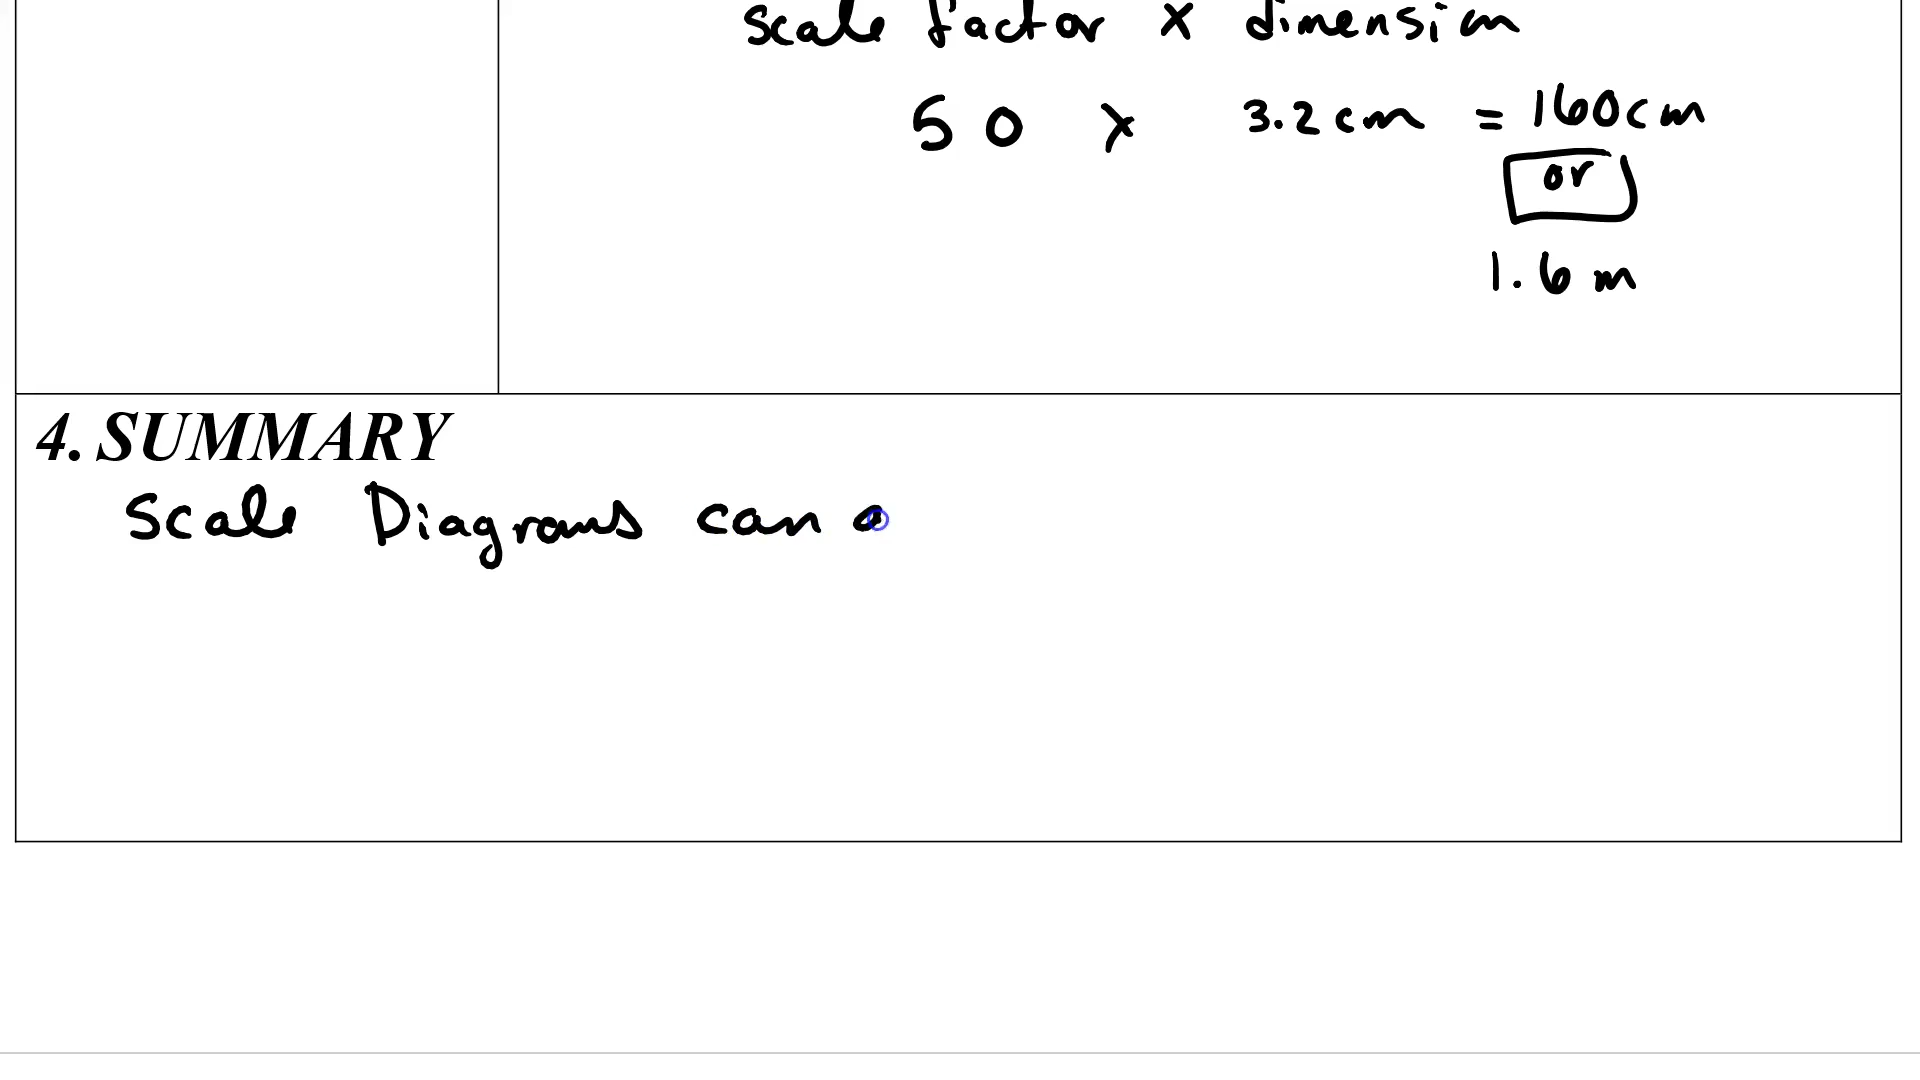 scale factor x dimension
50 x 3.2 cm = 160 cm
or
1.6 m
4. SUMMARY
Scale Diagrams can